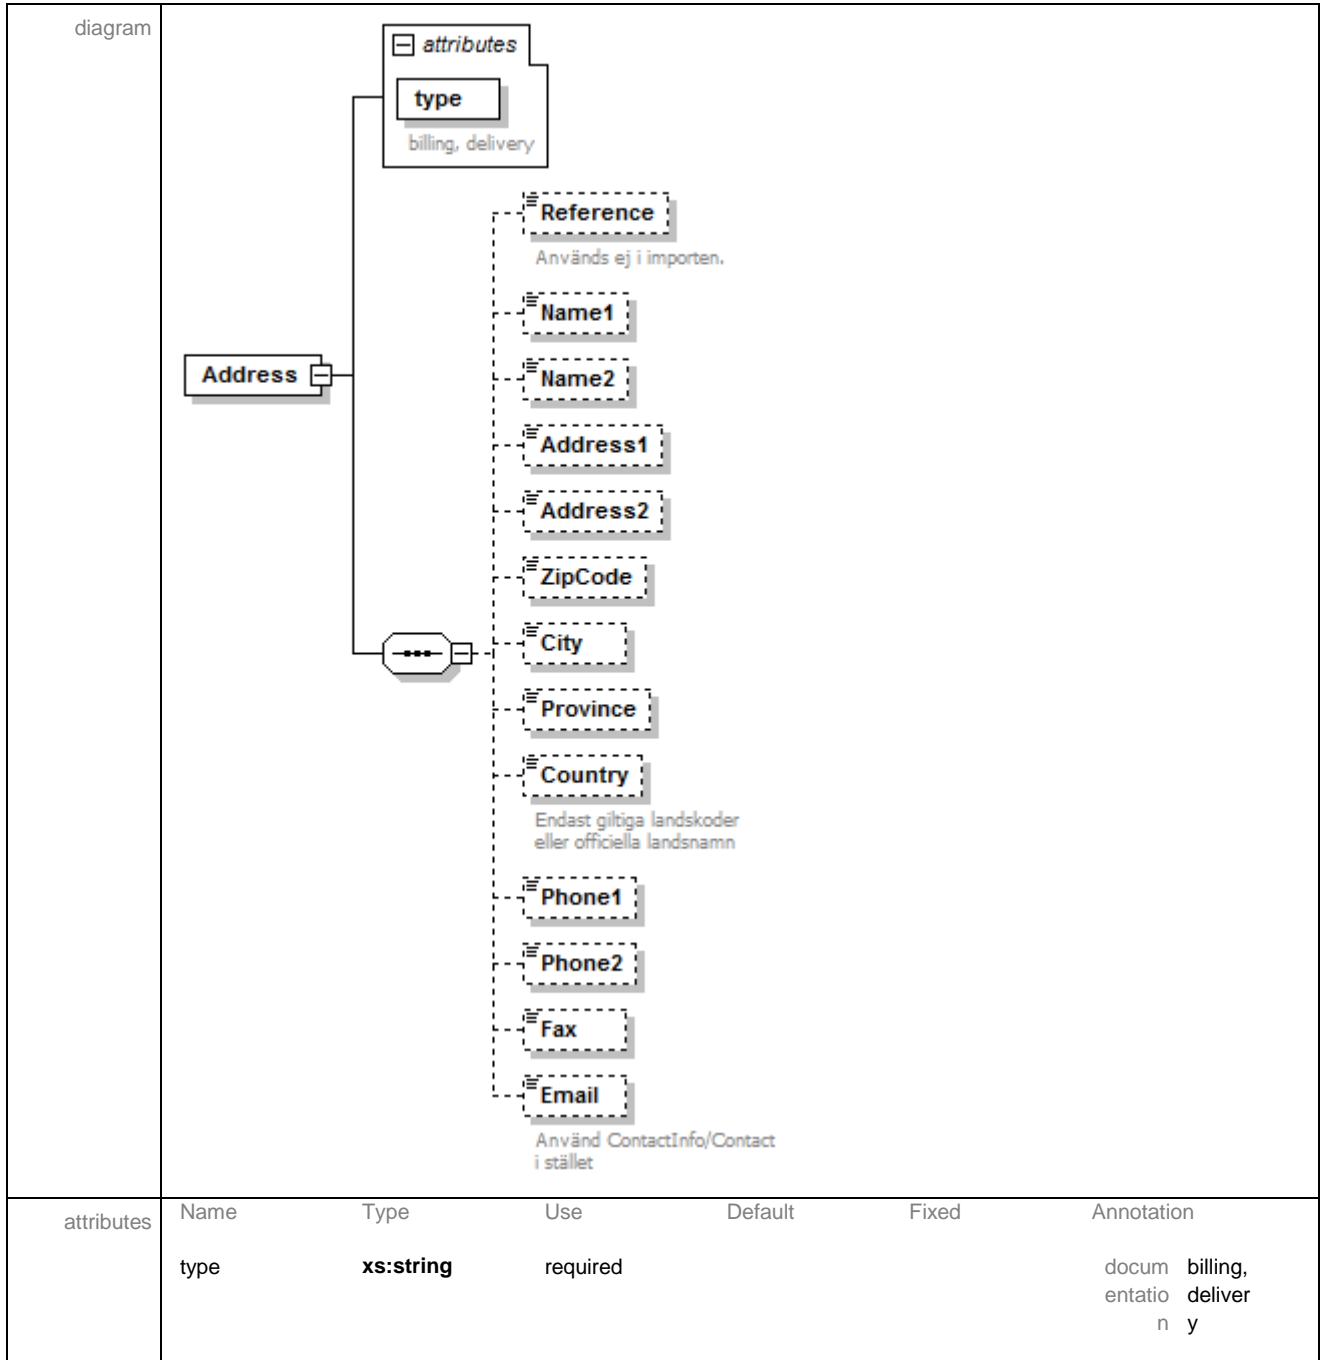 diagram
attributes
type
billing, delivery
Reference
Används ej i importen.
Name1
Name2
Address
Address1
Address2
ZipCode
City
Province
Country
Endast giltiga landskoder
eller officiella landsnamn
Phone1
Phone2
Fax
Email
Använd ContactInfo/Contact
i stället
attributes
Name Type Use Default Fixed Annotation
type xs:string required docum billing,
entatio deliver
n y